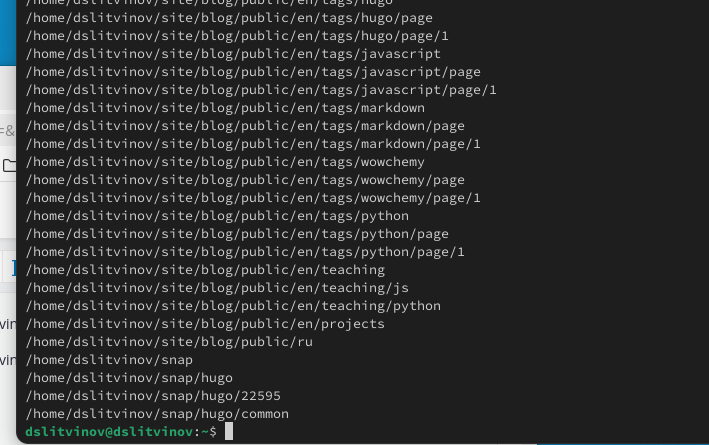 /home/dslitvinov/site/blog/public/en/tags/hugo
/home/dslitvinov/site/blog/public/en/tags/hugo/page
/home/dslitvinov/site/blog/public/en/tags/hugo/page/1
/home/dslitvinov/site/blog/public/en/tags/javascript
/home/dslitvinov/site/blog/public/en/tags/javascript/page
/home/dslitvinov/site/blog/public/en/tags/javascript/page/1
/home/dslitvinov/site/blog/public/en/tags/markdown
=&
/home/dslitvinov/site/blog/public/en/tags/markdown/page
/home/dslitvinov/site/blog/public/en/tags/markdown/page/1
/home/dslitvinov/site/blog/public/en/tags/wowchemy
/home/dslitvinov/site/blog/public/en/tags/wowchemy/page
/home/dslitvinov/site/blog/public/en/tags/wowchemy/page/1
/home/dslitvinov/site/blog/public/en/tags/python
/home/dslitvinov/site/blog/public/en/tags/python/page
/home/dslitvinov/site/blog/public/en/tags/python/page/1
/home/dslitvinov/site/blog/public/en/teaching
/home/dslitvinov/site/blog/public/en/teaching/js
/home/dslitvinov/site/blog/public/en/teaching/python
/home/dslitvinov/site/blog/public/en/projects
/home/dslitvinov/site/blog/public/ru
/home/dslitvinov/snap
/home/dslitvinov/snap/hugo
/home/dslitvinov/snap/hugo/22595
/home/dslitvinov/snap/hugo/common
dslitvinov@dslitvinov:~$